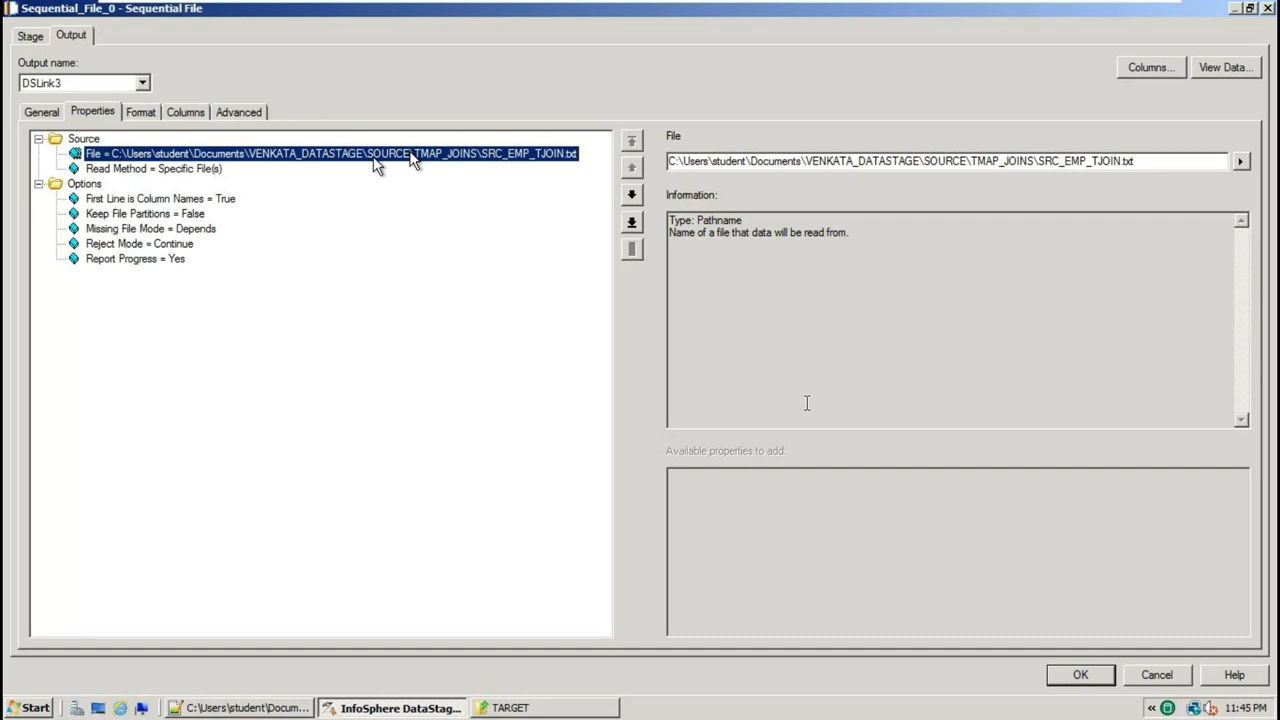 Sequential_File_0 - Sequential File
Stage Output
Output name:
DSLink3
Columns... View Data...
General Properties Format Columns Advanced
Source
File = C:\Users\student\Documents\VENKATA_DATASTAGE\SOURCE\TMAP_JOINS\SRC_EMP_TJOIN.txt
Read Method = Specific File(s)
Options
First Line is Column Names = True
Keep File Partitions = False
Missing File Mode = Depends
Reject Mode = Continue
Report Progress = Yes
File
C:\Users\student\Documents\VENKATA_DATASTAGE\SOURCE\TMAP_JOINS\SRC_EMP_TJOIN.txt
Information:
Type: Pathname
Name of a file that data will be read from.
Available properties to add:
OK Cancel Help
Start C:\Users\student\Docum... InfoSphere DataStag... TARGET « 11:45 PM